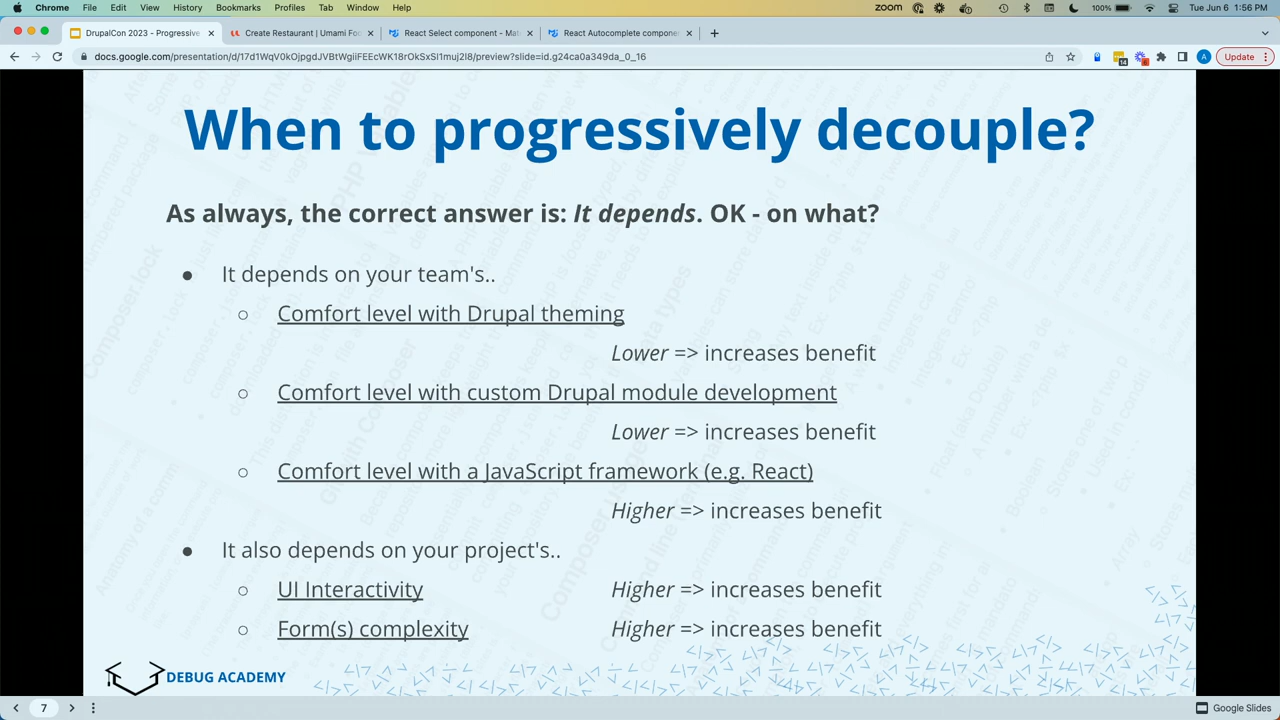 Chrome File Edit View History Bookmarks Profiles Tab Window Help zoom 100% Tue Jun 6 1:56 PM
DrupalCon 2023 - Progressive Create Restaurant | Umami Foo React Select component - Mat React Autocomplete compone
docs.google.com/presentation/d/17d1WqV0kOjpgdJVBtWgiiFEEcWK18rOkSxSI1muj2l8/preview?slide=id.g24ca0a349da_0_16 A Update
When to progressively decouple?
As always, the correct answer is: It depends. OK - on what?
● It depends on your team's..
○ Comfort level with Drupal theming
Lower => increases benefit
○ Comfort level with custom Drupal module development
Lower => increases benefit
○ Comfort level with a JavaScript framework (e.g. React)
Higher => increases benefit
● It also depends on your project's..
○ UI Interactivity Higher => increases benefit
○ Form(s) complexity Higher => increases benefit
DEBUG ACADEMY
7 Google Slides